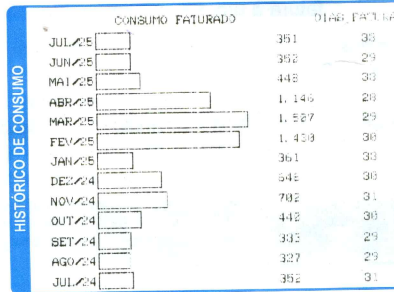 HISTÓRICO DE CONSUMO
CONSUMO FATURADO DIAS FATURA
JUL/25 351
JUN/25 352 29
MAI/25 448 33
ABR/25 1.146 28
MAR/25 1.527 29
FEV/25 1.430 30
JAN/25 361 33
DEZ/24 30
NOV/24 702 31
OUT/24 442 30
SET/24 333 29
AGO/24 327 29
JUL/24 352 31